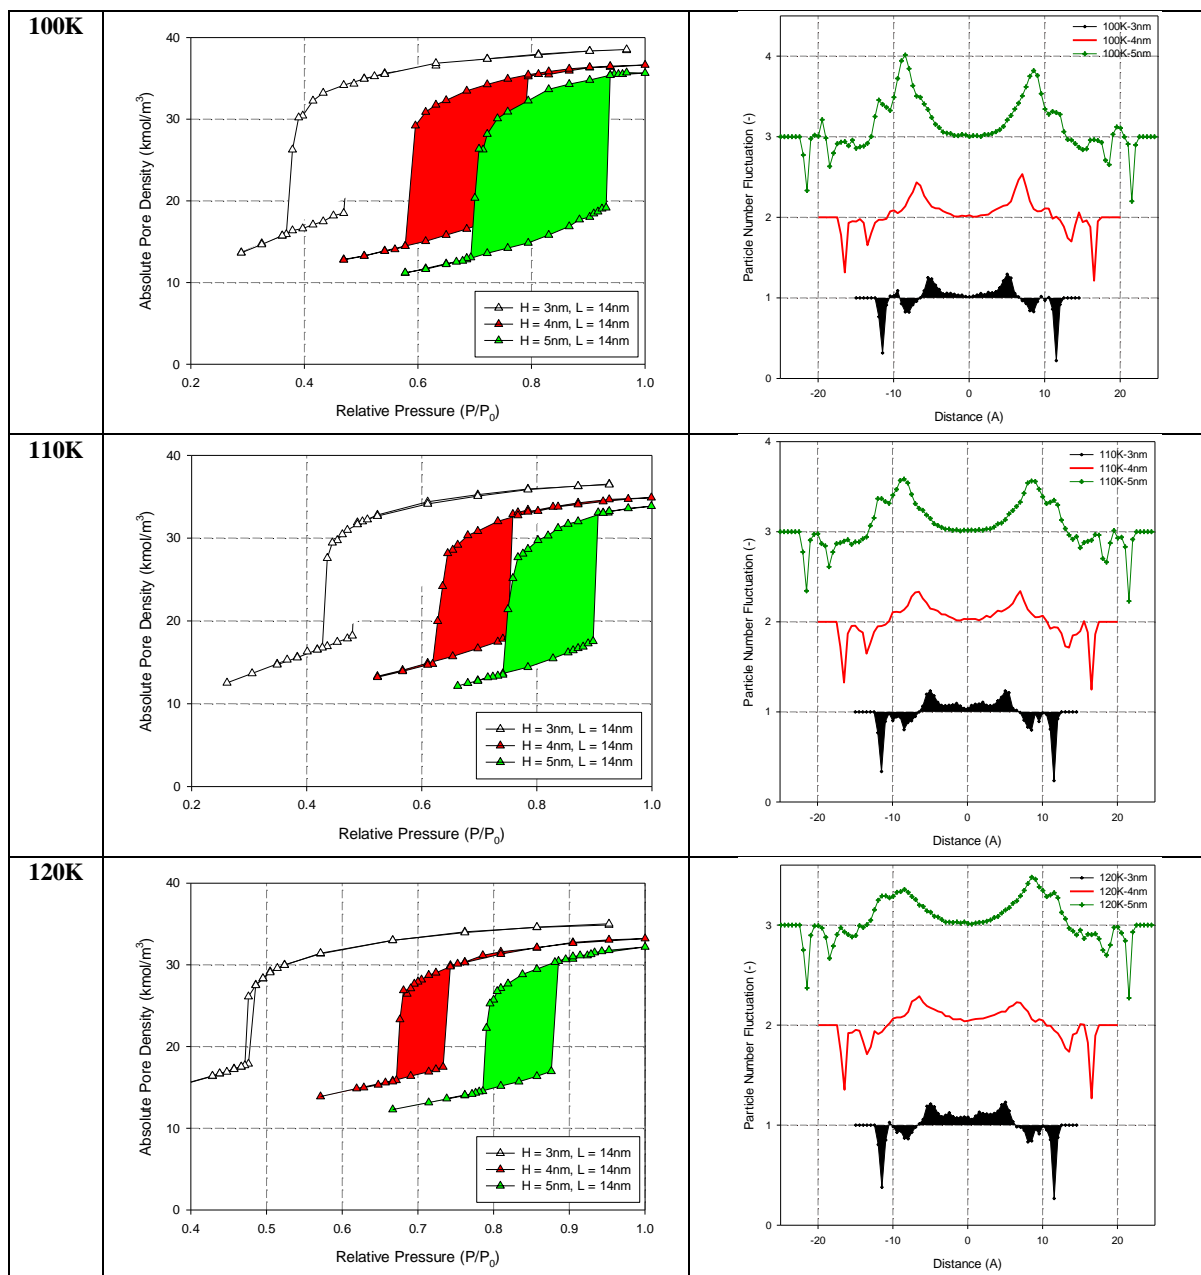 100K
40
30
20
10
0
0.2 0.4 0.6 0.8 1.0
Absolute Pore Density (kmol/m³)
Relative Pressure (P/P₀)
H = 3nm, L = 14nm
H = 4nm, L = 14nm
H = 5nm, L = 14nm
4
3
2
1
0
-20 -10 0 10 20
Particle Number Fluctuation (-)
Distance (A)
100K-3nm
100K-4nm
100K-5nm
110K
40
30
20
10
0
0.2 0.4 0.6 0.8 1.0
Absolute Pore Density (kmol/m³)
Relative Pressure (P/P₀)
H = 3nm, L = 14nm
H = 4nm, L = 14nm
H = 5nm, L = 14nm
4
3
2
1
0
-20 -10 0 10 20
Particle Number Fluctuation (-)
Distance (A)
110K-3nm
110K-4nm
110K-5nm
120K
40
30
20
10
0
0.4 0.5 0.6 0.7 0.8 0.9 1.0
Absolute Pore Density (kmol/m³)
Relative Pressure (P/P₀)
H = 3nm, L = 14nm
H = 4nm, L = 14nm
H = 5nm, L = 14nm
3
2
1
0
-20 -10 0 10 20
Particle Number Fluctuation (-)
Distance (A)
120K-3nm
120K-4nm
120K-5nm